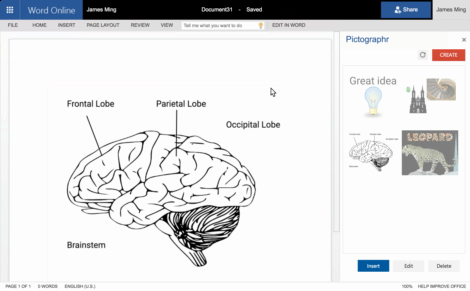 Word Online James Ming Document31 - Saved Share James Ming
FILE HOME INSERT PAGE LAYOUT REVIEW VIEW Tell me what you want to do EDIT IN WORD
Pictographr
CREATE
Great idea
Frontal Lobe Parietal Lobe
Occipital Lobe
LEOPARD
Brainstem
Insert Edit Delete
PAGE 1 OF 1 0 WORDS ENGLISH (U.S.) 100% HELP IMPROVE OFFICE